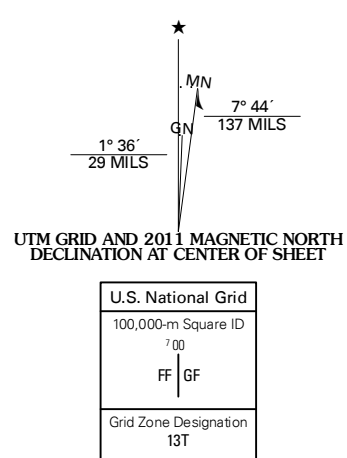 ★
MN
7° 44´
137 MILS
GN
1° 36´
29 MILS
UTM GRID AND 2011 MAGNETIC NORTH
DECLINATION AT CENTER OF SHEET
U.S. National Grid
100,000-m Square ID
⁷00
FF GF
Grid Zone Designation
13T